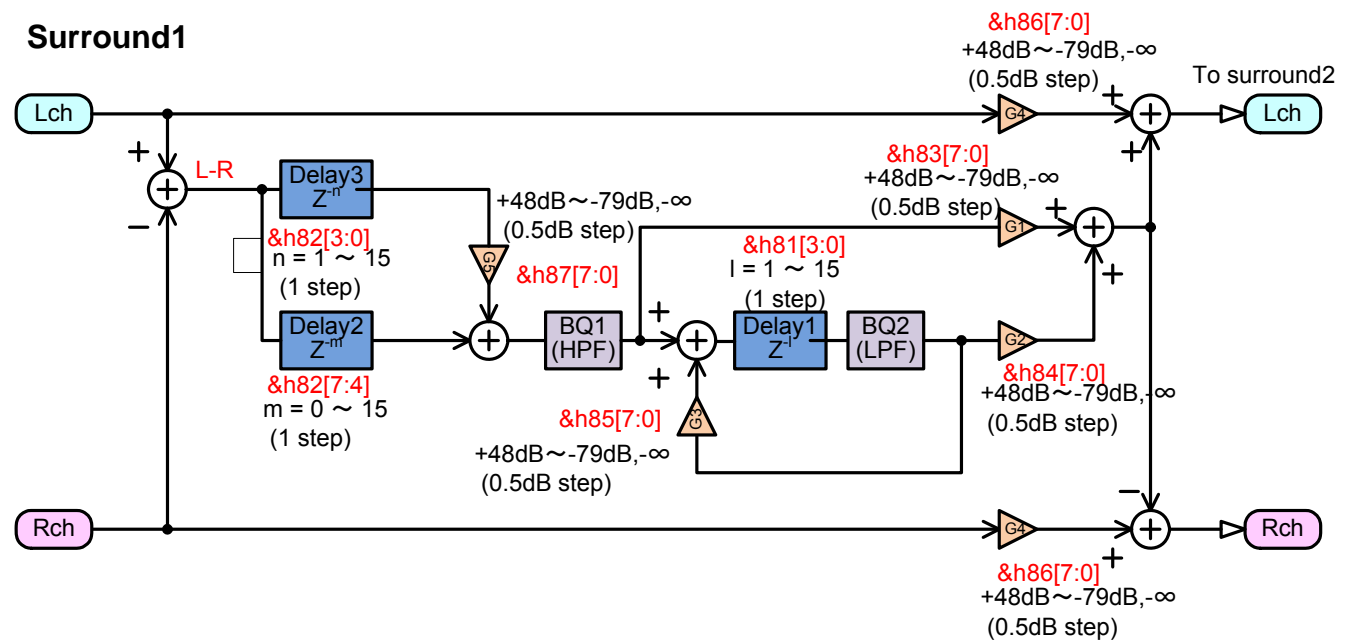 Surround1
&h86[7:0]
+48dB～-79dB,-∞
(0.5dB step)
To surround2
Lch
G4
+
+
Lch
+
+
L-R
Delay3
Z-n
+48dB～-79dB,-∞
(0.5dB step)
&h83[7:0]
+48dB～-79dB,-∞
(0.5dB step)
G1
+
+
+
−
&h82[3:0]
n = 1 ～ 15
(1 step)
G5
&h87[7:0]
&h81[3:0]
l = 1 ～ 15
(1 step)
+
Delay2
Z-m
+
BQ1
(HPF)
+
+
+
Delay1
Z-l
BQ2
(LPF)
G2
&h82[7:4]
m = 0 ～ 15
(1 step)
&h85[7:0]
+48dB～-79dB,-∞
(0.5dB step)
G3
&h84[7:0]
+48dB～-79dB,-∞
(0.5dB step)
Rch
G4
−
+
+
Rch
&h86[7:0]
+48dB～-79dB,-∞
(0.5dB step)